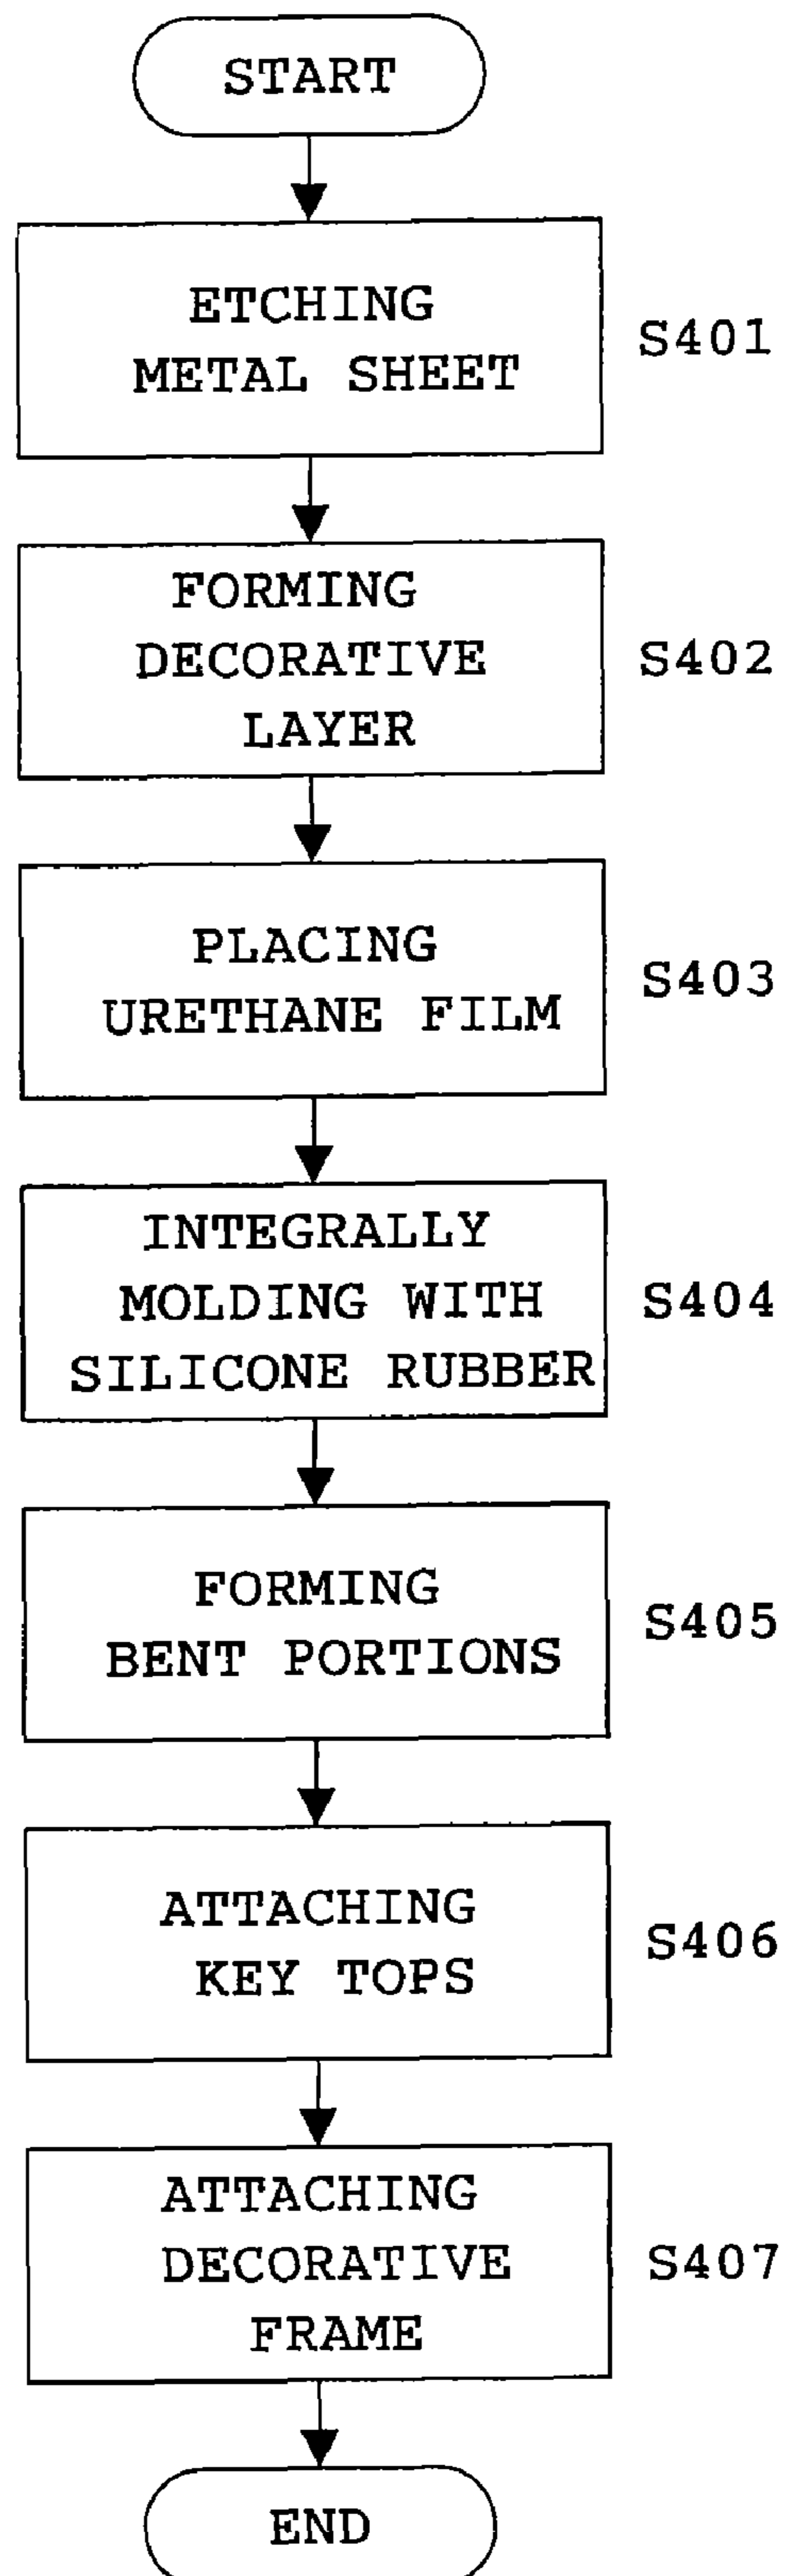 START
ETCHING
METAL SHEET
S401
FORMING
DECORATIVE
LAYER
S402
PLACING
URETHANE FILM
S403
INTEGRALLY
MOLDING WITH
SILICONE RUBBER
S404
FORMING
BENT PORTIONS
S405
ATTACHING
KEY TOPS
S406
ATTACHING
DECORATIVE
FRAME
S407
END